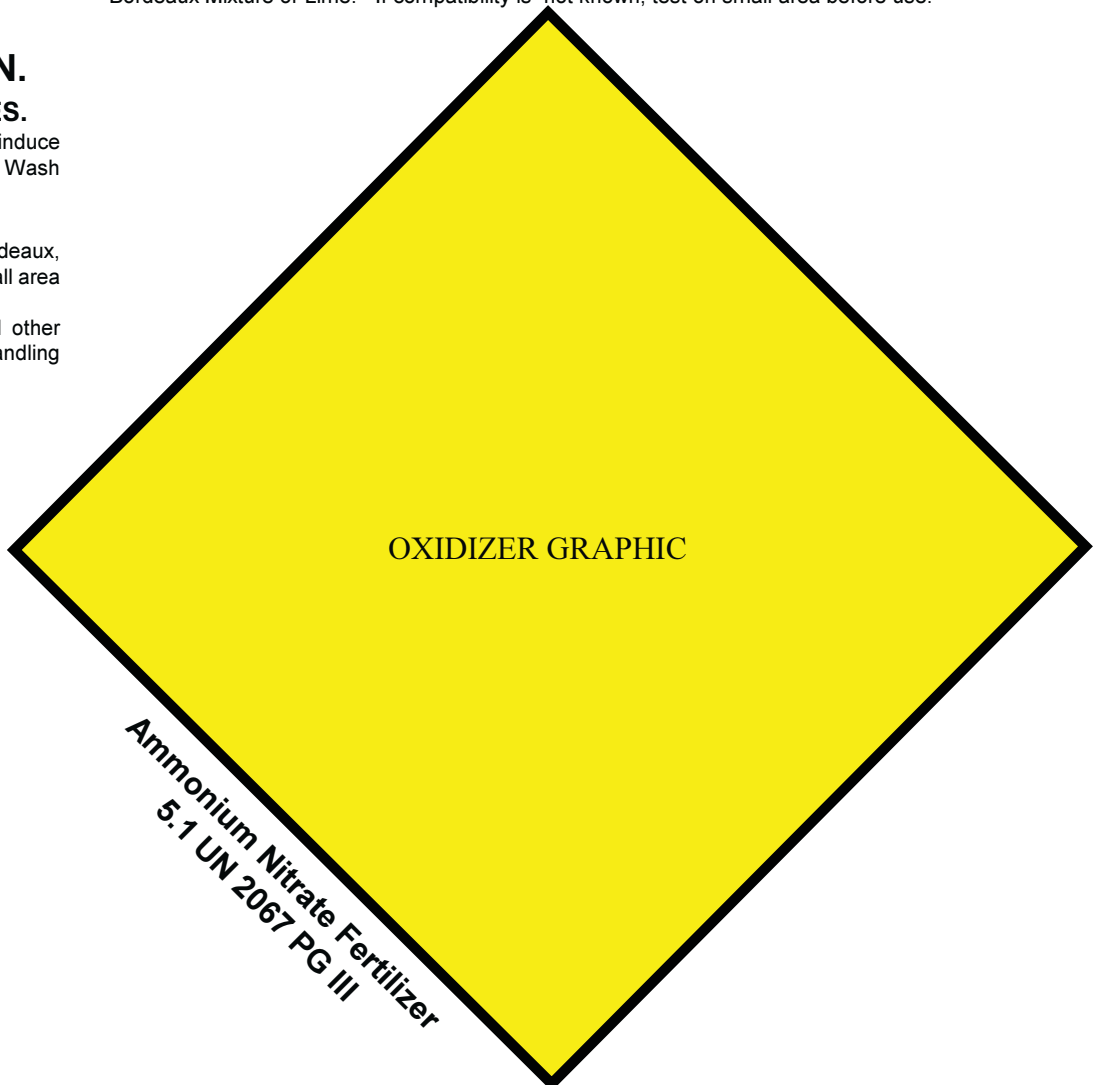 Bordeaux Mixture or Lime. If compatibility is not known, test on small area before use.
N.
ES.
induce
Wash
deaux,
all area
other
andling
OXIDIZER GRAPHIC
Ammonium Nitrate Fertilizer
5.1 UN 2067 PG III